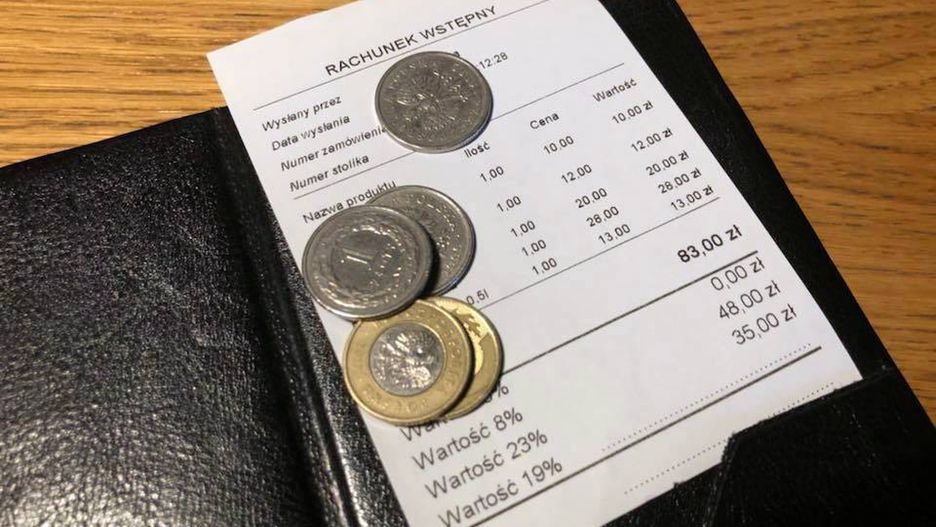 RACHUNEK WSTĘPNY
Wysłany przez
Data wysłania 12.28
Numer zamówienia
Numer stolika
Nazwa produktu Ilość Cena Wartość
1,00 10.00 10.00 zł
1,00 12.00 12.00 zł
1,00 20.00 20.00 zł
1,00 28,00 28,00 zł
0.5l 1,00 13,00 13,00 zł
83,00 zł
0,00 zł
48,00 zł
35,00 zł
Wartość 8%
Wartość 23%
Wartość 19%
1